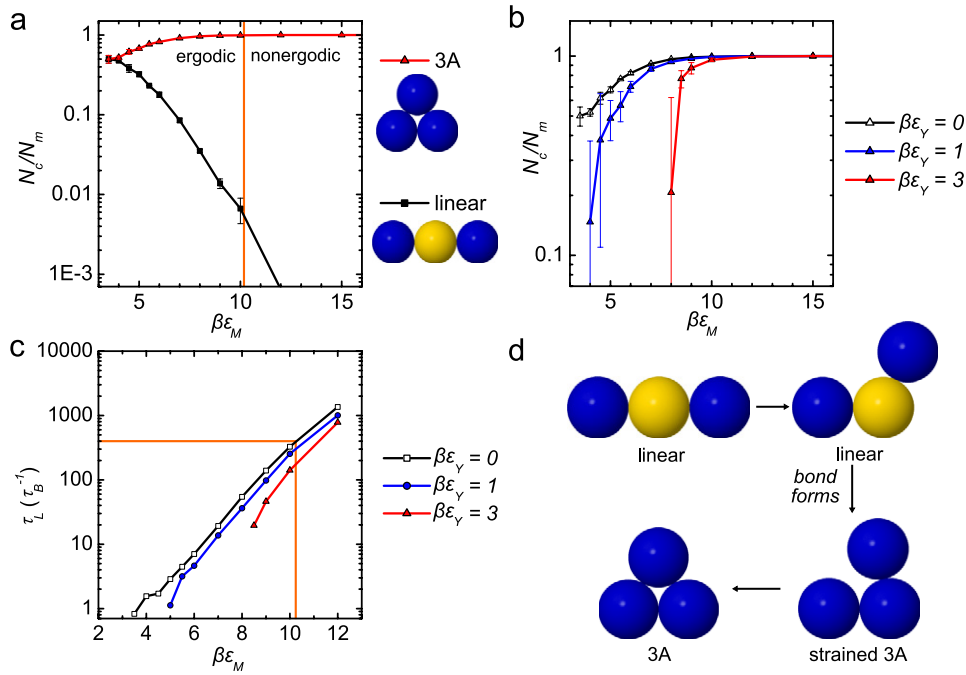 a
N_c/N_m
1
0.1
0.01
1E-3
ergodic
nonergodic
5
10
15
βε_M
3A
linear
b
N_c/N_m
1
0.1
5
10
15
βε_M
βε_Y = 0
βε_Y = 1
βε_Y = 3
c
τ_L (τ_B^-1)
10000
1000
100
10
1
2
4
6
8
10
12
βε_M
βε_Y = 0
βε_Y = 1
βε_Y = 3
d
linear
linear
bond
forms
3A
strained 3A